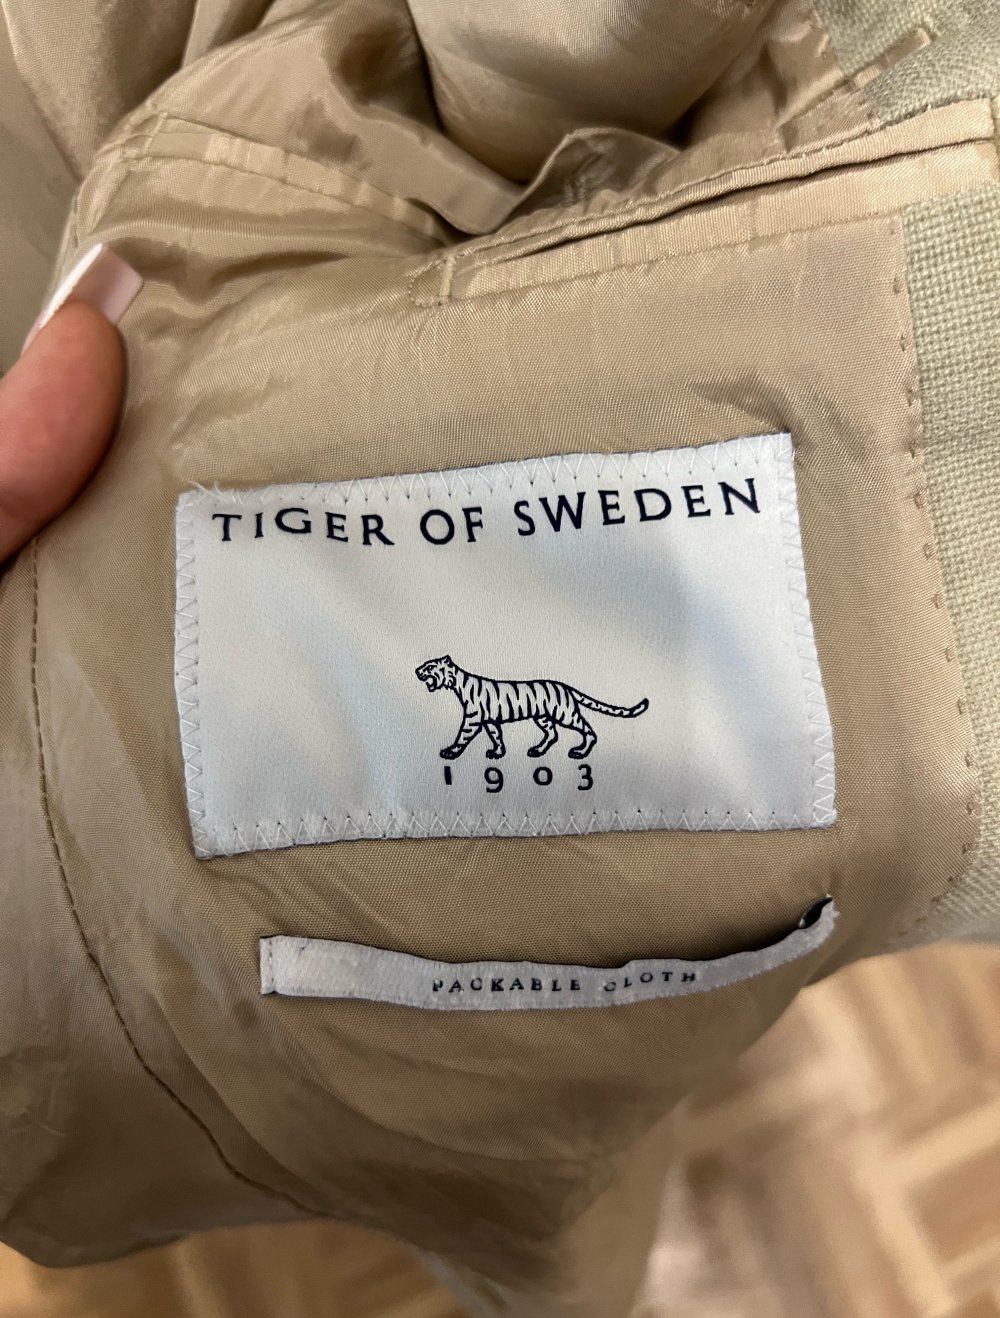 TIGER OF SWEDEN
1903
PACKABLE CLOTH